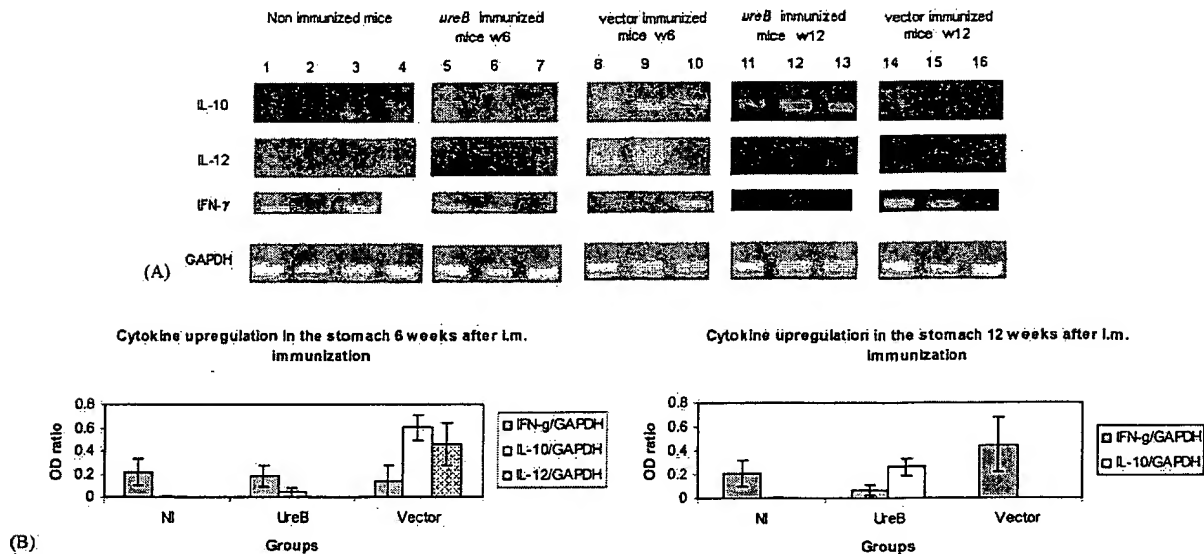 Non immunized mice
ureB immunized mice w6
vector immunized mice w6
ureB immunized mice w12
vector immunized mice w12
1 2 3 4 5 6 7 8 9 10 11 12 13 14 15 16
IL-10
IL-12
IFN-γ
GAPDH
(A)
Cytokine upregulation in the stomach 6 weeks after i.m.
immunization
0.8
0.6
0.4
0.2
0
OD ratio
NI UreB Vector
Groups
IFN-g/GAPDH
IL-10/GAPDH
IL-12/GAPDH
Cytokine upregulation in the stomach 12 weeks after i.m.
immunization
0.8
0.6
0.4
0.2
0
OD ratio
NI UreB Vector
Groups
IFN-g/GAPDH
IL-10/GAPDH
(B)